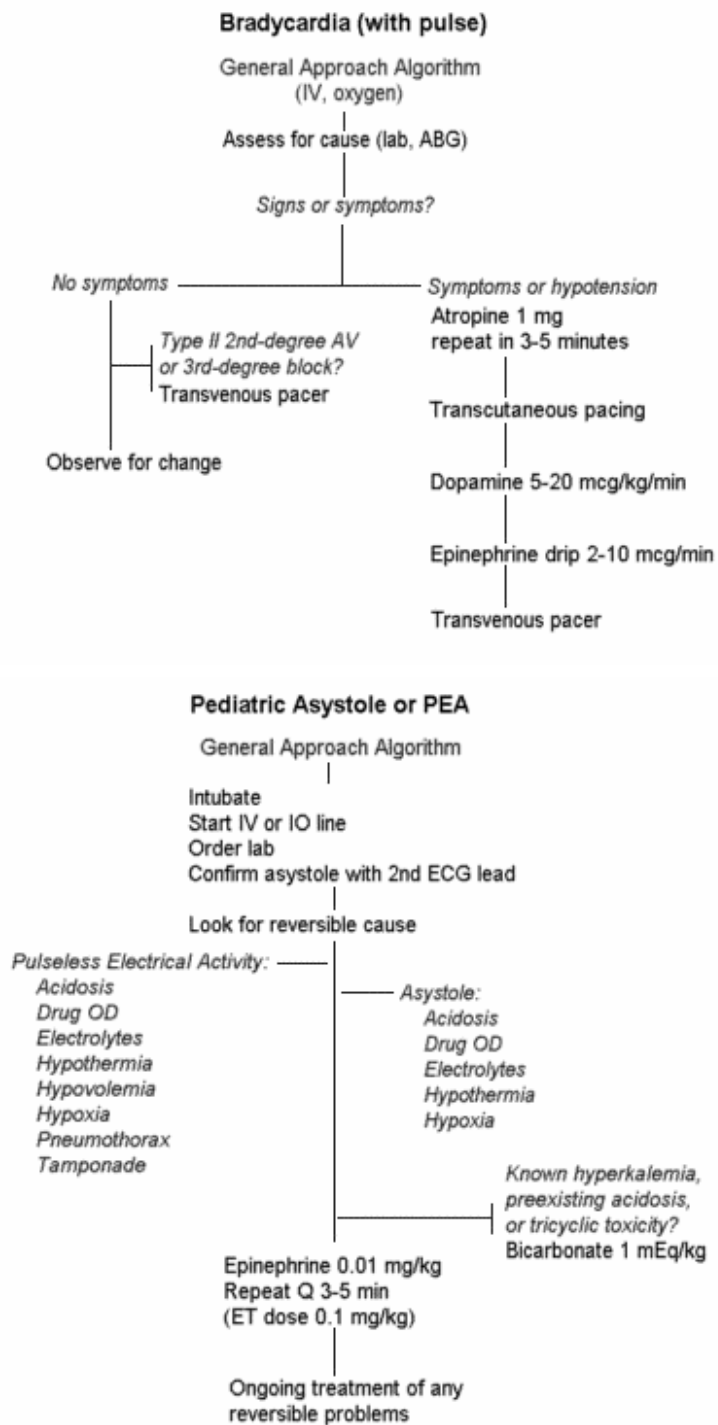 Bradycardia (with pulse)
General Approach Algorithm
(IV, oxygen)
Assess for cause (lab, ABG)
Signs or symptoms?
No symptoms
Type II 2nd-degree AV
or 3rd-degree block?
Transvenous pacer
Observe for change
Symptoms or hypotension
Atropine 1 mg
repeat in 3-5 minutes
Transcutaneous pacing
Dopamine 5-20 mcg/kg/min
Epinephrine drip 2-10 mcg/min
Transvenous pacer
Pediatric Asystole or PEA
General Approach Algorithm
Intubate
Start IV or IO line
Order lab
Confirm asystole with 2nd ECG lead
Look for reversible cause
Pulseless Electrical Activity:
Acidosis
Drug OD
Electrolytes
Hypothermia
Hypovolemia
Hypoxia
Pneumothorax
Tamponade
Asystole:
Acidosis
Drug OD
Electrolytes
Hypothermia
Hypoxia
Known hyperkalemia,
preexisting acidosis,
or tricyclic toxicity?
Bicarbonate 1 mEq/kg
Epinephrine 0.01 mg/kg
Repeat Q 3-5 min
(ET dose 0.1 mg/kg)
Ongoing treatment of any
reversible problems